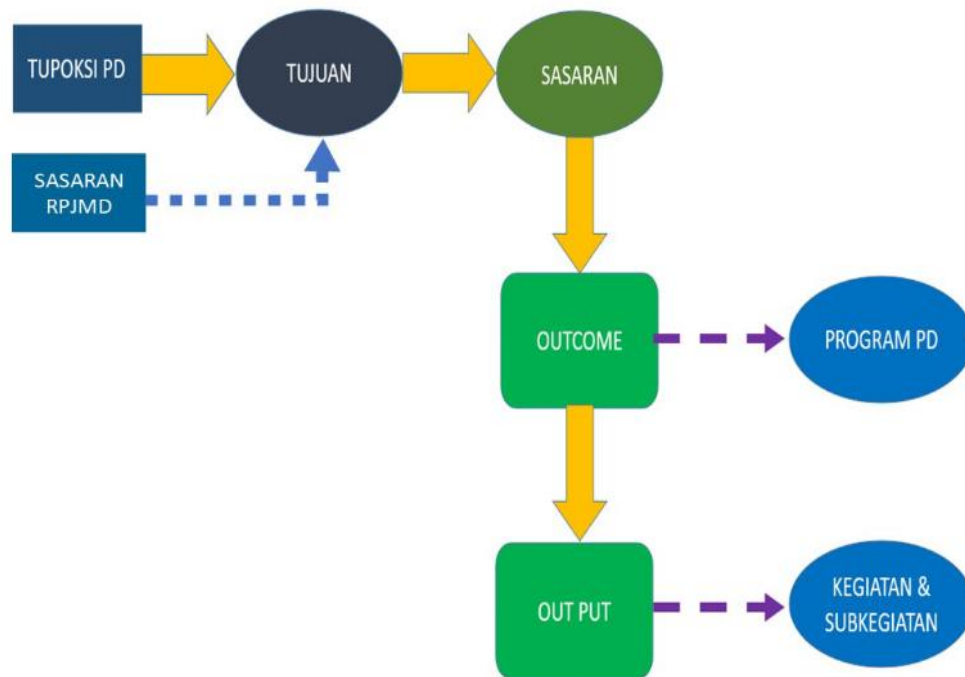 TUPOKSI PD
TUJUAN
SASARAN
SASARAN
RPJMD
OUTCOME
PROGRAM PD
OUT PUT
KEGIATAN &
SUBKEGIATAN